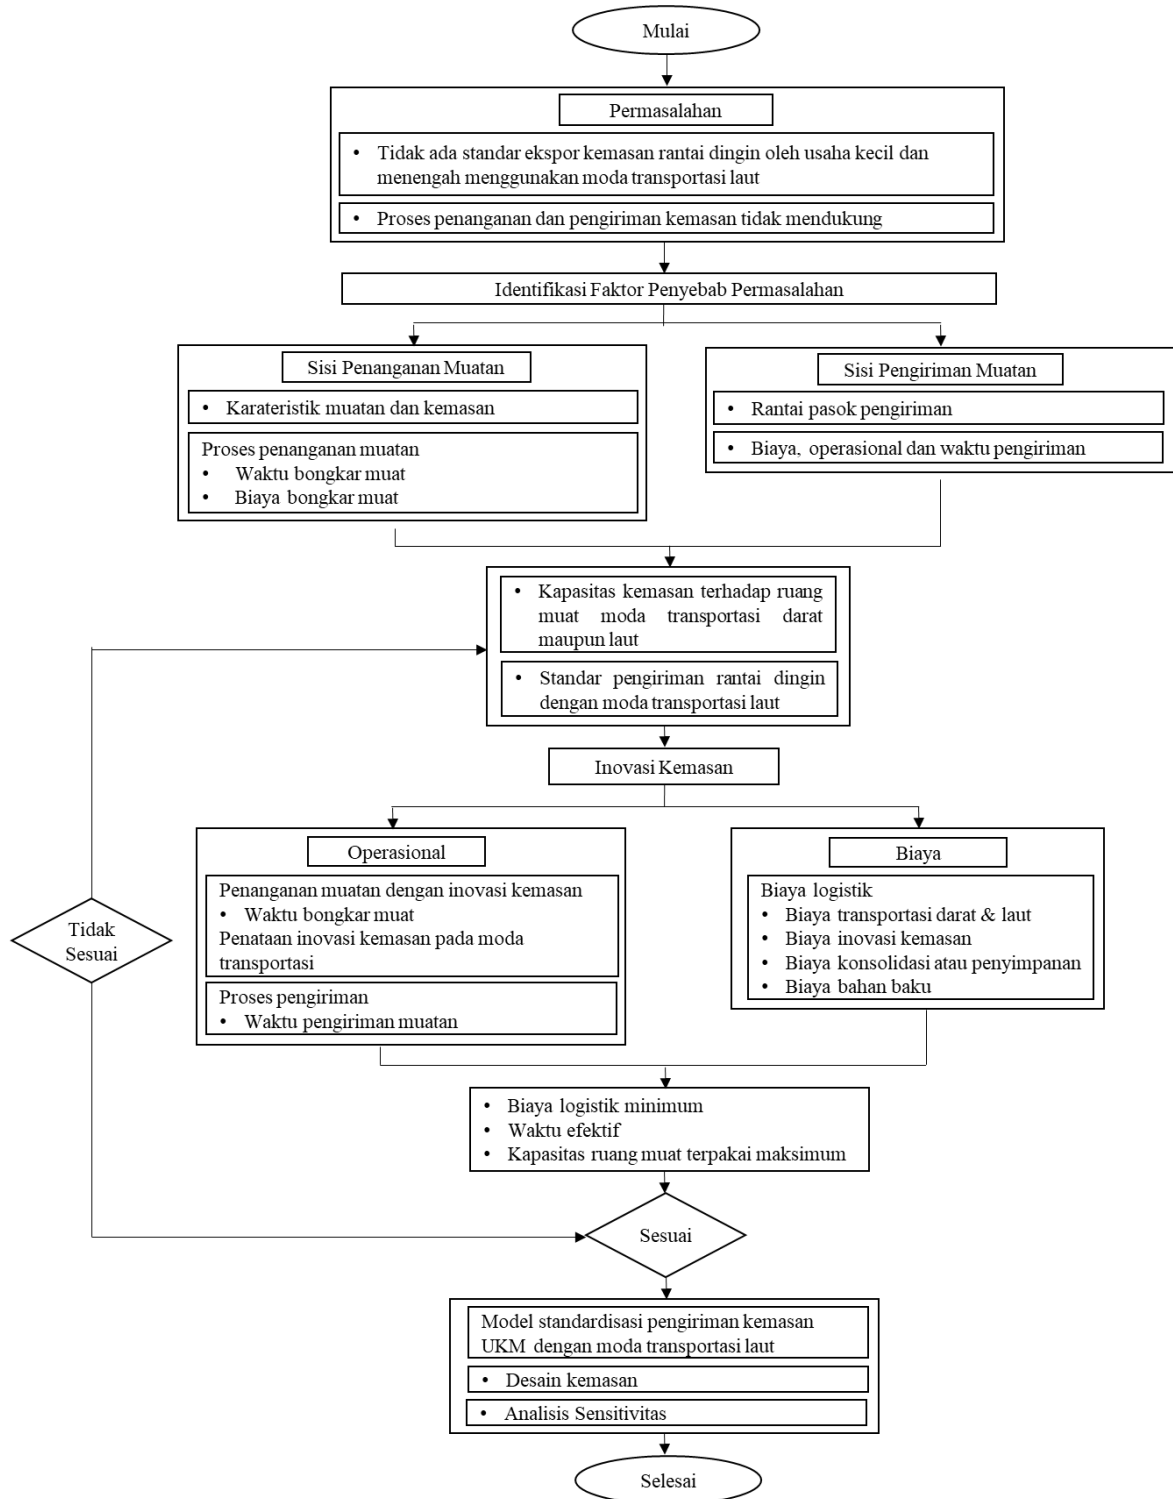 Mulai
Permasalahan
• Tidak ada standar ekspor kemasan rantai dingin oleh usaha kecil dan
menengah menggunakan moda transportasi laut
• Proses penanganan dan pengiriman kemasan tidak mendukung
Identifikasi Faktor Penyebab Permasalahan
Sisi Penanganan Muatan
• Karateristik muatan dan kemasan
Proses penanganan muatan
• Waktu bongkar muat
• Biaya bongkar muat
Sisi Pengiriman Muatan
• Rantai pasok pengiriman
• Biaya, operasional dan waktu pengiriman
• Kapasitas kemasan terhadap ruang
muat moda transportasi darat
maupun laut
• Standar pengiriman rantai dingin
dengan moda transportasi laut
Inovasi Kemasan
Operasional
Penanganan muatan dengan inovasi kemasan
• Waktu bongkar muat
Penataan inovasi kemasan pada moda
transportasi
Proses pengiriman
• Waktu pengiriman muatan
Biaya
Biaya logistik
• Biaya transportasi darat & laut
• Biaya inovasi kemasan
• Biaya konsolidasi atau penyimpanan
• Biaya bahan baku
Tidak
Sesuai
• Biaya logistik minimum
• Waktu efektif
• Kapasitas ruang muat terpakai maksimum
Sesuai
Model standardisasi pengiriman kemasan
UKM dengan moda transportasi laut
• Desain kemasan
• Analisis Sensitivitas
Selesai